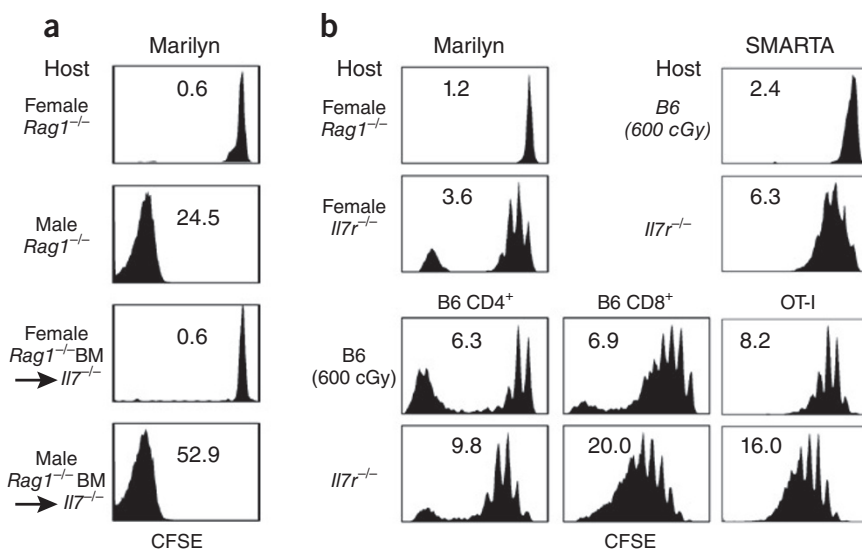 a
Marilyn
Host
Female
Rag1–/–
0.6
Male
Rag1–/–
24.5
Female
Rag1–/– BM
→ Il7–/–
0.6
Male
Rag1–/– BM
→ Il7–/–
52.9
CFSE
b
Marilyn
SMARTA
Host
Host
Female
Rag1–/–
1.2
B6
(600 cGy)
2.4
Female
Il7r–/–
3.6
Il7r–/–
6.3
B6 CD4+
B6 CD8+
OT-I
B6
(600 cGy)
6.3
6.9
8.2
Il7r–/–
9.8
20.0
16.0
CFSE